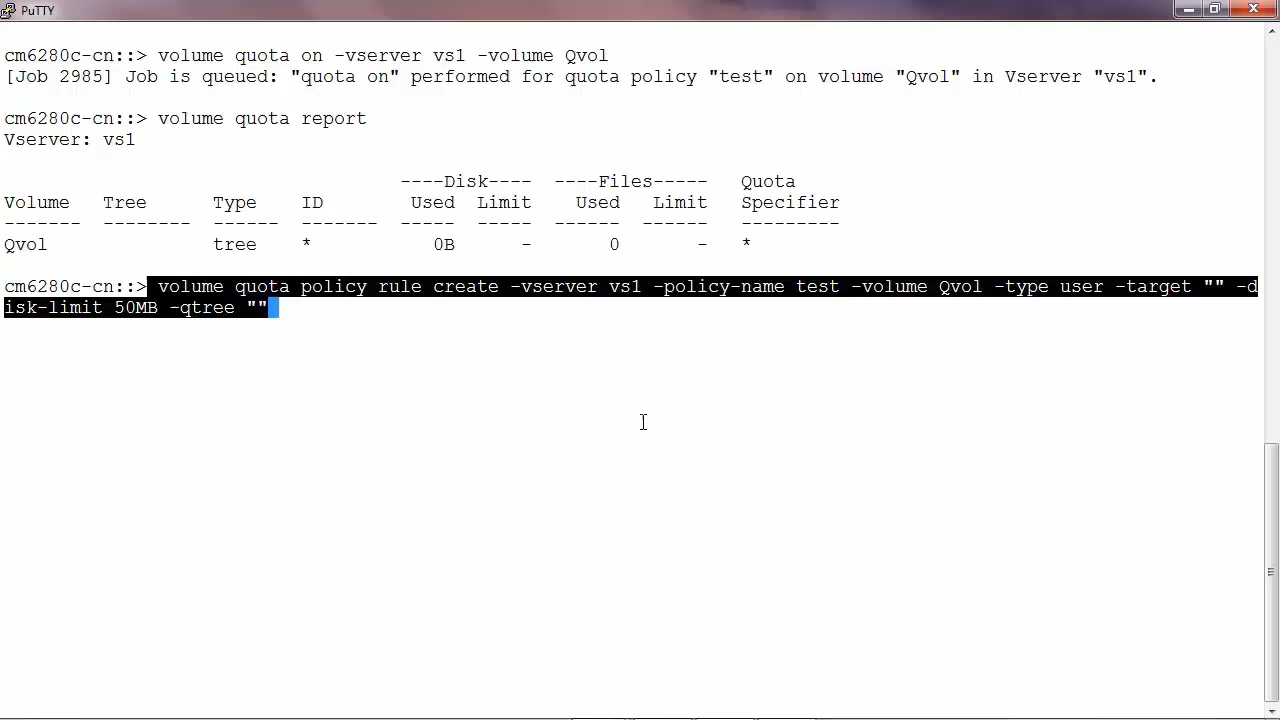 PuTTY
cm6280c-cn::> volume quota on -vserver vs1 -volume Qvol
[Job 2985] Job is queued: "quota on" performed for quota policy "test" on volume "Qvol" in Vserver "vs1".
cm6280c-cn::> volume quota report
Vserver: vs1
----Disk----  ----Files-----   Quota
Volume   Tree      Type    ID        Used  Limit    Used   Limit   Specifier
-------  --------  ------  -------  -----  -----  ------  ------  ---------
Qvol               tree    *           0B      -       0       -   *
cm6280c-cn::> volume quota policy rule create -vserver vs1 -policy-name test -volume Qvol -type user -target "" -d
isk-limit 50MB -qtree ""